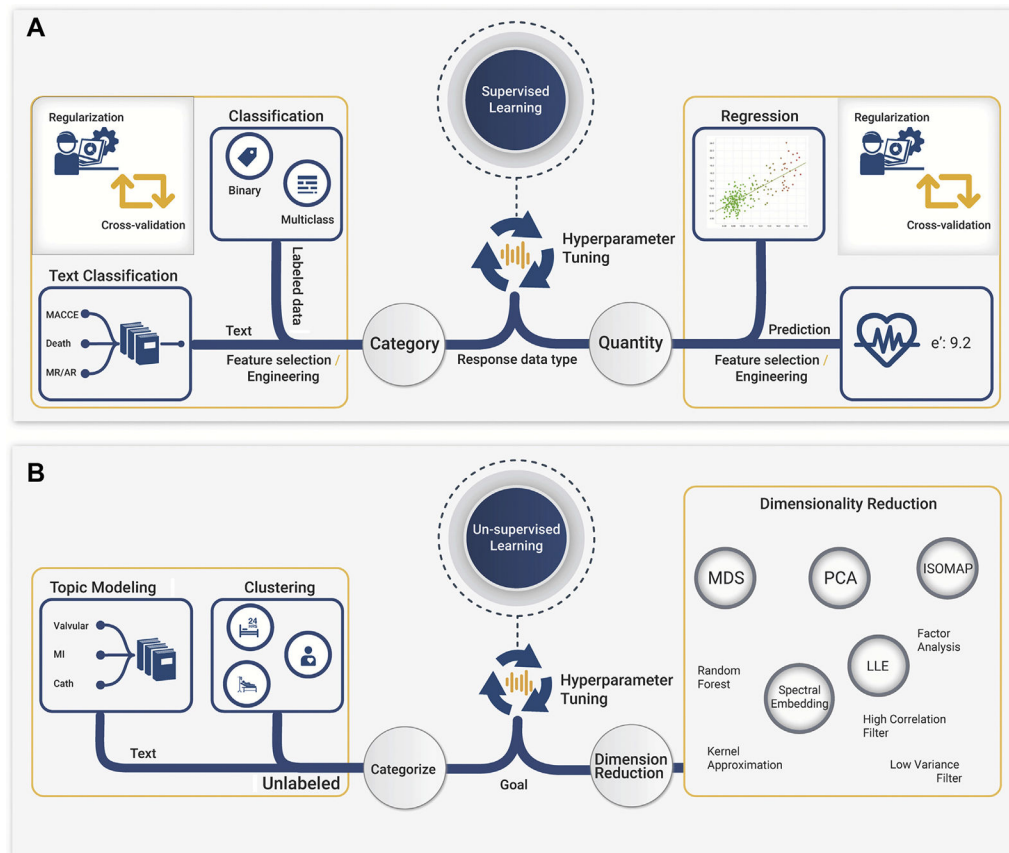 A
Supervised
Learning
Regularization
Cross-validation
Classification
Binary
Multiclass
Labeled data
Text Classification
MACCE
Death
MR/AR
Text
Feature selection /
Engineering
Category
Hyperparameter
Tuning
Response data type
Quantity
Regression
Regularization
Cross-validation
Prediction
Feature selection /
Engineering
e': 9.2
B
Un-supervised
Learning
Topic Modeling
Valvular
MI
Cath
Clustering
24
HRS
Text
Unlabeled
Categorize
Hyperparameter
Tuning
Goal
Dimension
Reduction
Dimensionality Reduction
MDS
PCA
ISOMAP
Factor
Analysis
LLE
Random
Forest
Spectral
Embedding
High Correlation
Filter
Kernel
Approximation
Low Variance
Filter